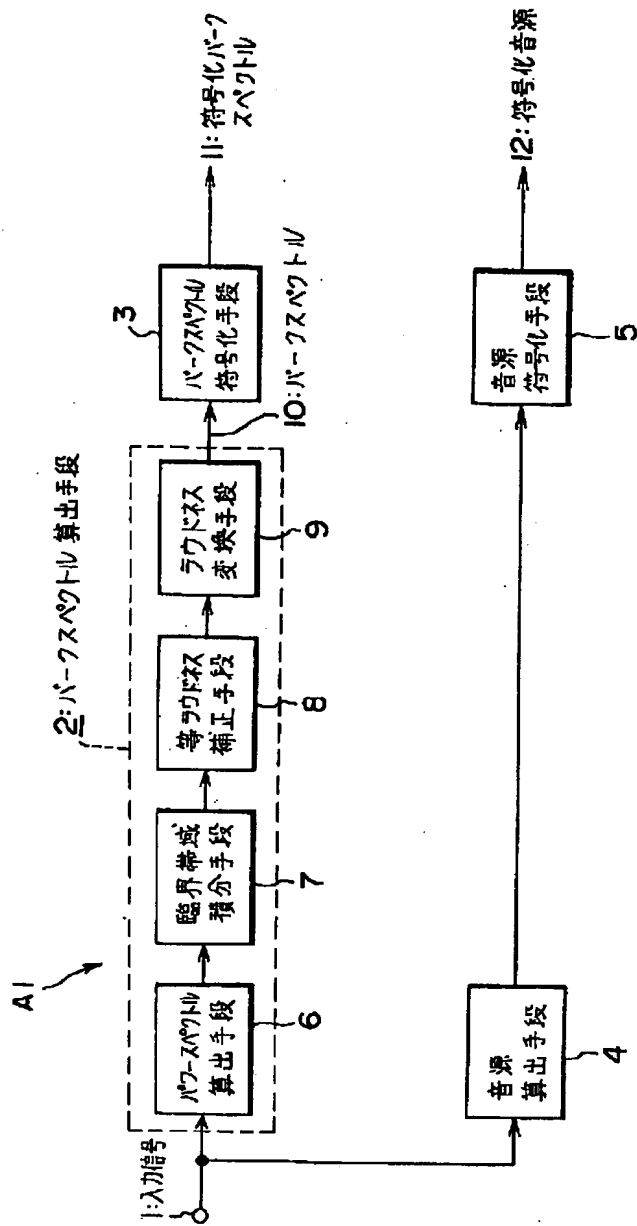 A1
2:バークスペクトル算出手段
1:入力信号
パワースペクトル
算出手段
6
臨界帯域
積分手段
7
等ラウドネス
補正手段
8
ラウドネス
変換手段
9
10:バークスペクトル
3
バークスペクトル
符号化手段
11:符号化バーク
スペクトル
音源
算出手段
4
音源
符号化手段
5
12:符号化音源